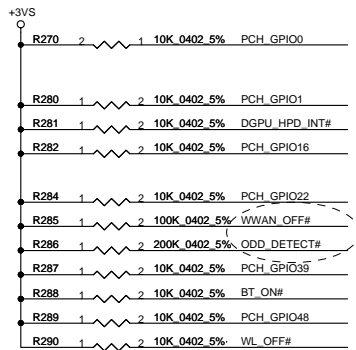 +3VS
R270 2 1 10K_0402_5% PCH_GPIO0
R280 1 2 10K_0402_5% PCH_GPIO1
R281 1 2 10K_0402_5% DGPU_HPD_INT#
R282 1 2 10K_0402_5% PCH_GPIO16
R284 1 2 10K_0402_5% PCH_GPIO22
R285 1 2 100K_0402_5% WWAN_OFF#
R286 1 2 200K_0402_5% ODD_DETECT#
R287 1 2 10K_0402_5% PCH_GPIO39
R288 1 2 10K_0402_5% BT_ON#
R289 1 2 10K_0402_5% PCH_GPIO48
R290 1 2 10K_0402_5% WL_OFF#